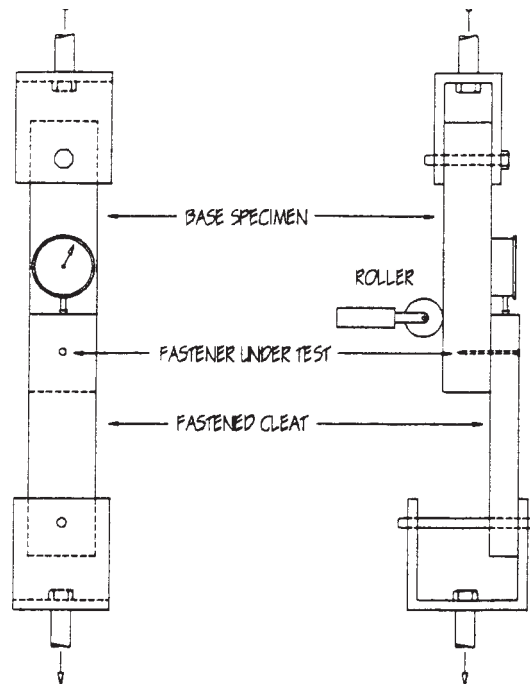 BASE SPECIMEN
ROLLER
FASTENER UNDER TEST
FASTENED CLEAT